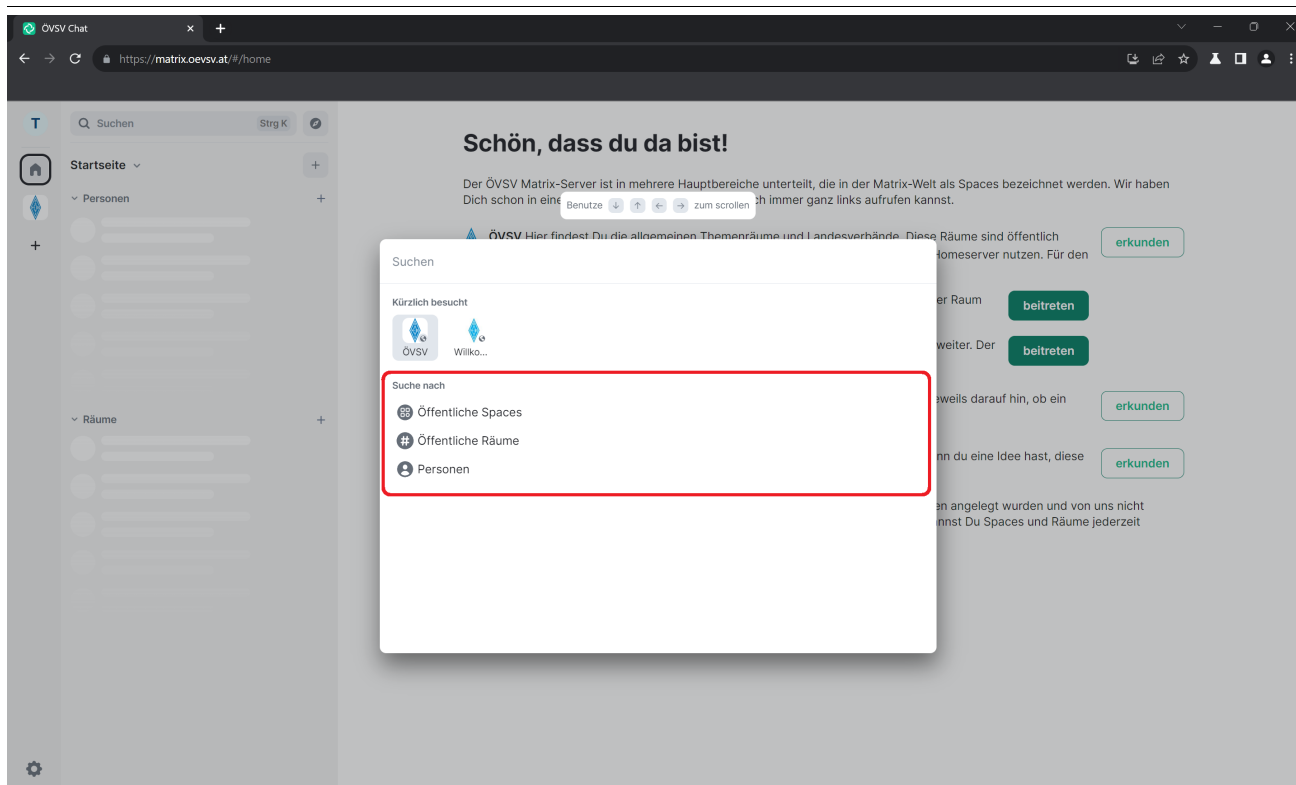 ÖVSV Chat
https://matrix.oevsv.at/#/home
T
Suchen Strg K
Startseite
Personen
Räume
Schön, dass du da bist!
Der ÖVSV Matrix-Server ist in mehrere Hauptbereiche unterteilt, die in der Matrix-Welt als Spaces bezeichnet werden. Wir haben
Dich schon in eine
ch immer ganz links aufrufen kannst.
Benutze ↓ ↑ ← → zum scrollen
ÖVSV Hier findest Du die allgemeinen Themenräume und Landesverbände. Diese Räume sind öffentlich
Homeserver nutzen. Für den
erkunden
er Raum
beitreten
weiter. Der
beitreten
eweils darauf hin, ob ein
erkunden
nn du eine Idee hast, diese
erkunden
en angelegt wurden und von uns nicht
nnst Du Spaces und Räume jederzeit
Suchen
Kürzlich besucht
ÖVSV
Willko...
Suche nach
Öffentliche Spaces
Öffentliche Räume
Personen